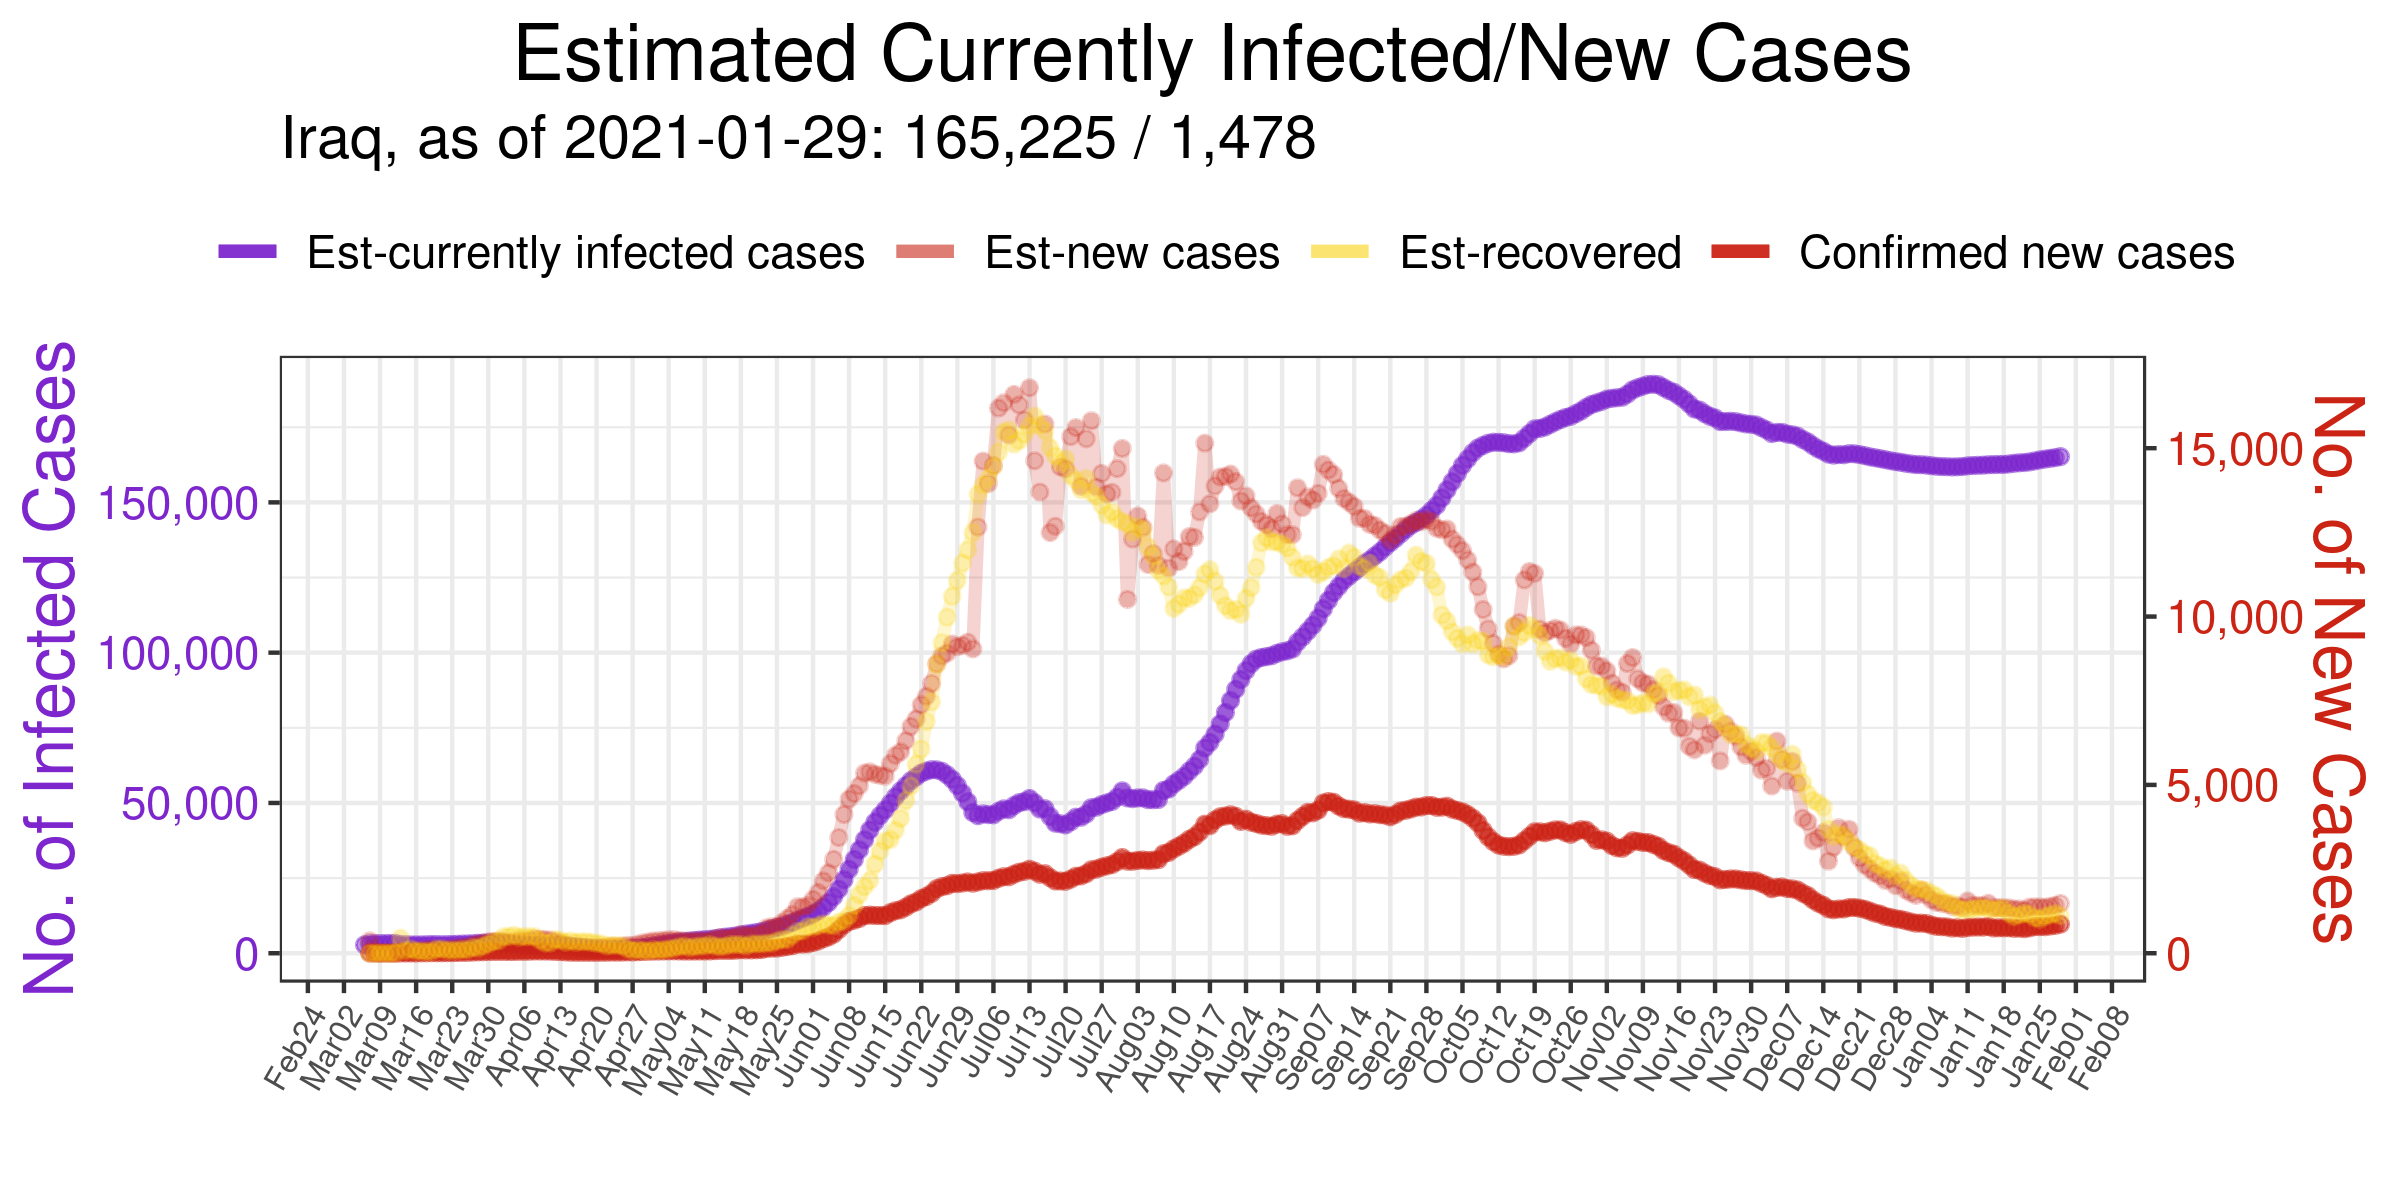 Estimated Currently Infected/New Cases
Iraq, as of 2021-01-29: 165,225 / 1,478
Est-currently infected cases Est-new cases Est-recovered Confirmed new cases
No. of Infected Cases
150,000
100,000
50,000
0
15,000
10,000
5,000
0
No. of New Cases
Feb24 Mar02 Mar09 Mar16 Mar23 Mar30 Apr06 Apr13 Apr20 Apr27 May04 May11 May18 May25 Jun01 Jun08 Jun15 Jun22 Jun29 Jul06 Jul13 Jul20 Jul27 Aug03 Aug10 Aug17 Aug24 Aug31 Sep07 Sep14 Sep21 Sep28 Oct05 Oct12 Oct19 Oct26 Nov02 Nov09 Nov16 Nov23 Nov30 Dec07 Dec14 Dec21 Dec28 Jan04 Jan11 Jan18 Jan25 Feb01 Feb08